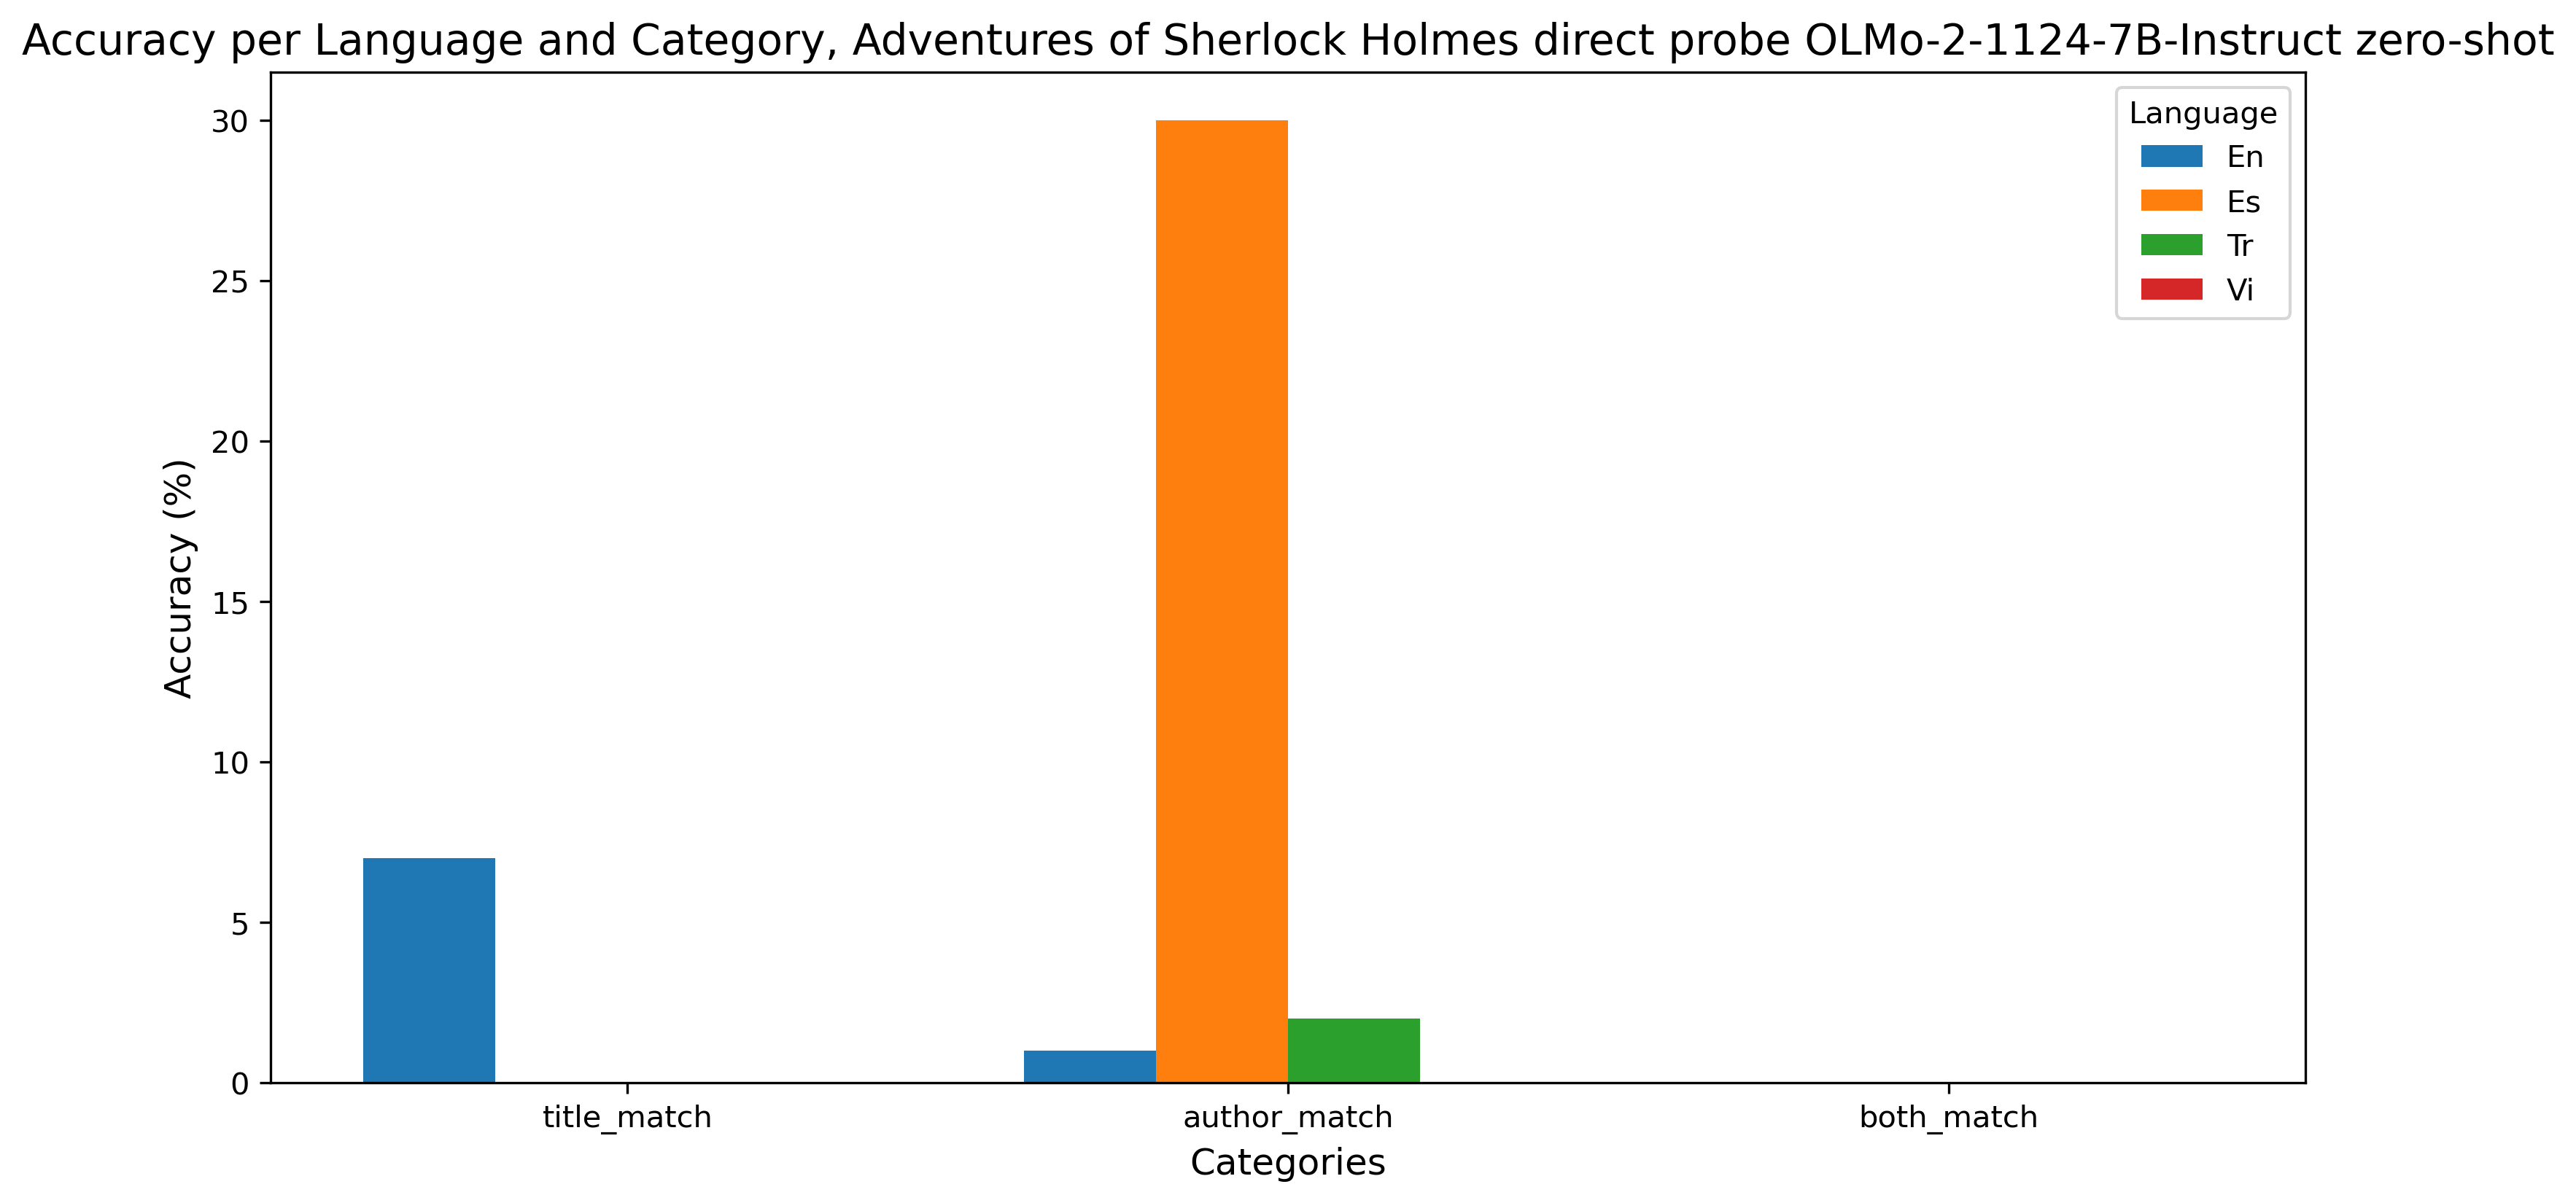 Accuracy per Language and Category, Adventures of Sherlock Holmes direct probe OLMo-2-1124-7B-Instruct zero-shot
Language
En
Es
Tr
Vi
Accuracy (%)
30
25
20
15
10
5
0
title_match
author_match
both_match
Categories